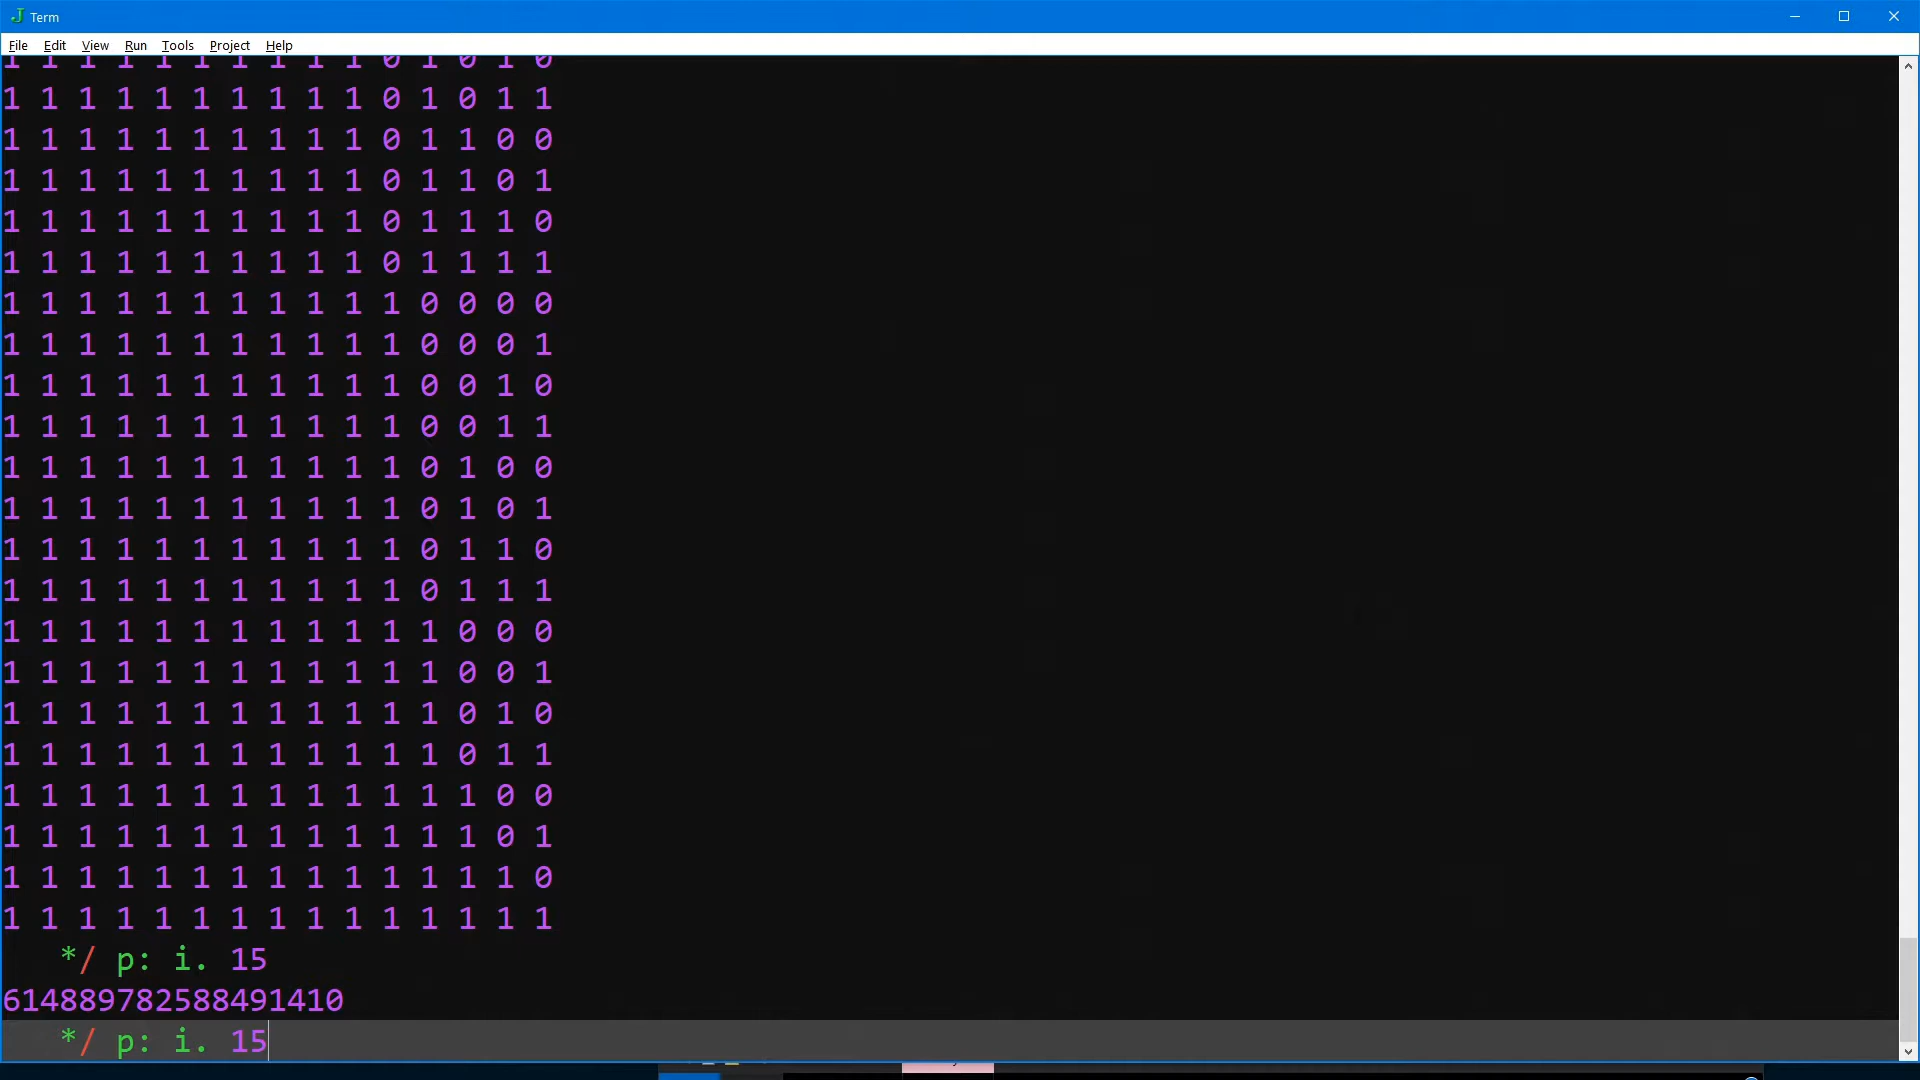 Term
File Edit View Run Tools Project Help
1 1 1 1 1 1 1 1 1 1 0 1 0 1 0
1 1 1 1 1 1 1 1 1 1 0 1 0 1 1
1 1 1 1 1 1 1 1 1 1 0 1 1 0 0
1 1 1 1 1 1 1 1 1 1 0 1 1 0 1
1 1 1 1 1 1 1 1 1 1 0 1 1 1 0
1 1 1 1 1 1 1 1 1 1 0 1 1 1 1
1 1 1 1 1 1 1 1 1 1 1 0 0 0 0
1 1 1 1 1 1 1 1 1 1 1 0 0 0 1
1 1 1 1 1 1 1 1 1 1 1 0 0 1 0
1 1 1 1 1 1 1 1 1 1 1 0 0 1 1
1 1 1 1 1 1 1 1 1 1 1 0 1 0 0
1 1 1 1 1 1 1 1 1 1 1 0 1 0 1
1 1 1 1 1 1 1 1 1 1 1 0 1 1 0
1 1 1 1 1 1 1 1 1 1 1 0 1 1 1
1 1 1 1 1 1 1 1 1 1 1 1 0 0 0
1 1 1 1 1 1 1 1 1 1 1 1 0 0 1
1 1 1 1 1 1 1 1 1 1 1 1 0 1 0
1 1 1 1 1 1 1 1 1 1 1 1 0 1 1
1 1 1 1 1 1 1 1 1 1 1 1 1 0 0
1 1 1 1 1 1 1 1 1 1 1 1 1 0 1
1 1 1 1 1 1 1 1 1 1 1 1 1 1 0
1 1 1 1 1 1 1 1 1 1 1 1 1 1 1
*/ p: i. 15
614889782588491410
*/ p: i. 15